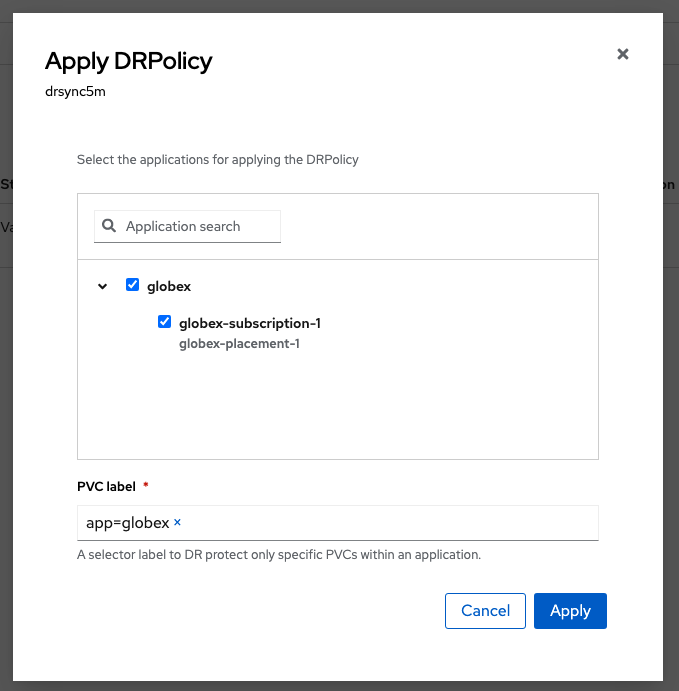 Apply DRPolicy
drsync5m
Select the applications for applying the DRPolicy
Application search
globex
globex-subscription-1
globex-placement-1
PVC label *
app=globex ×
A selector label to DR protect only specific PVCs within an application.
Cancel Apply